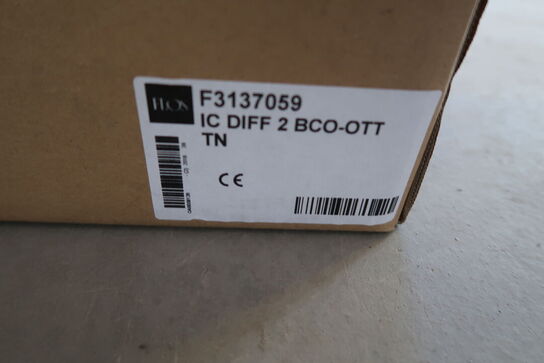 FLOS
F3137059
IC DIFF 2 BCO-OTT
TN
CE